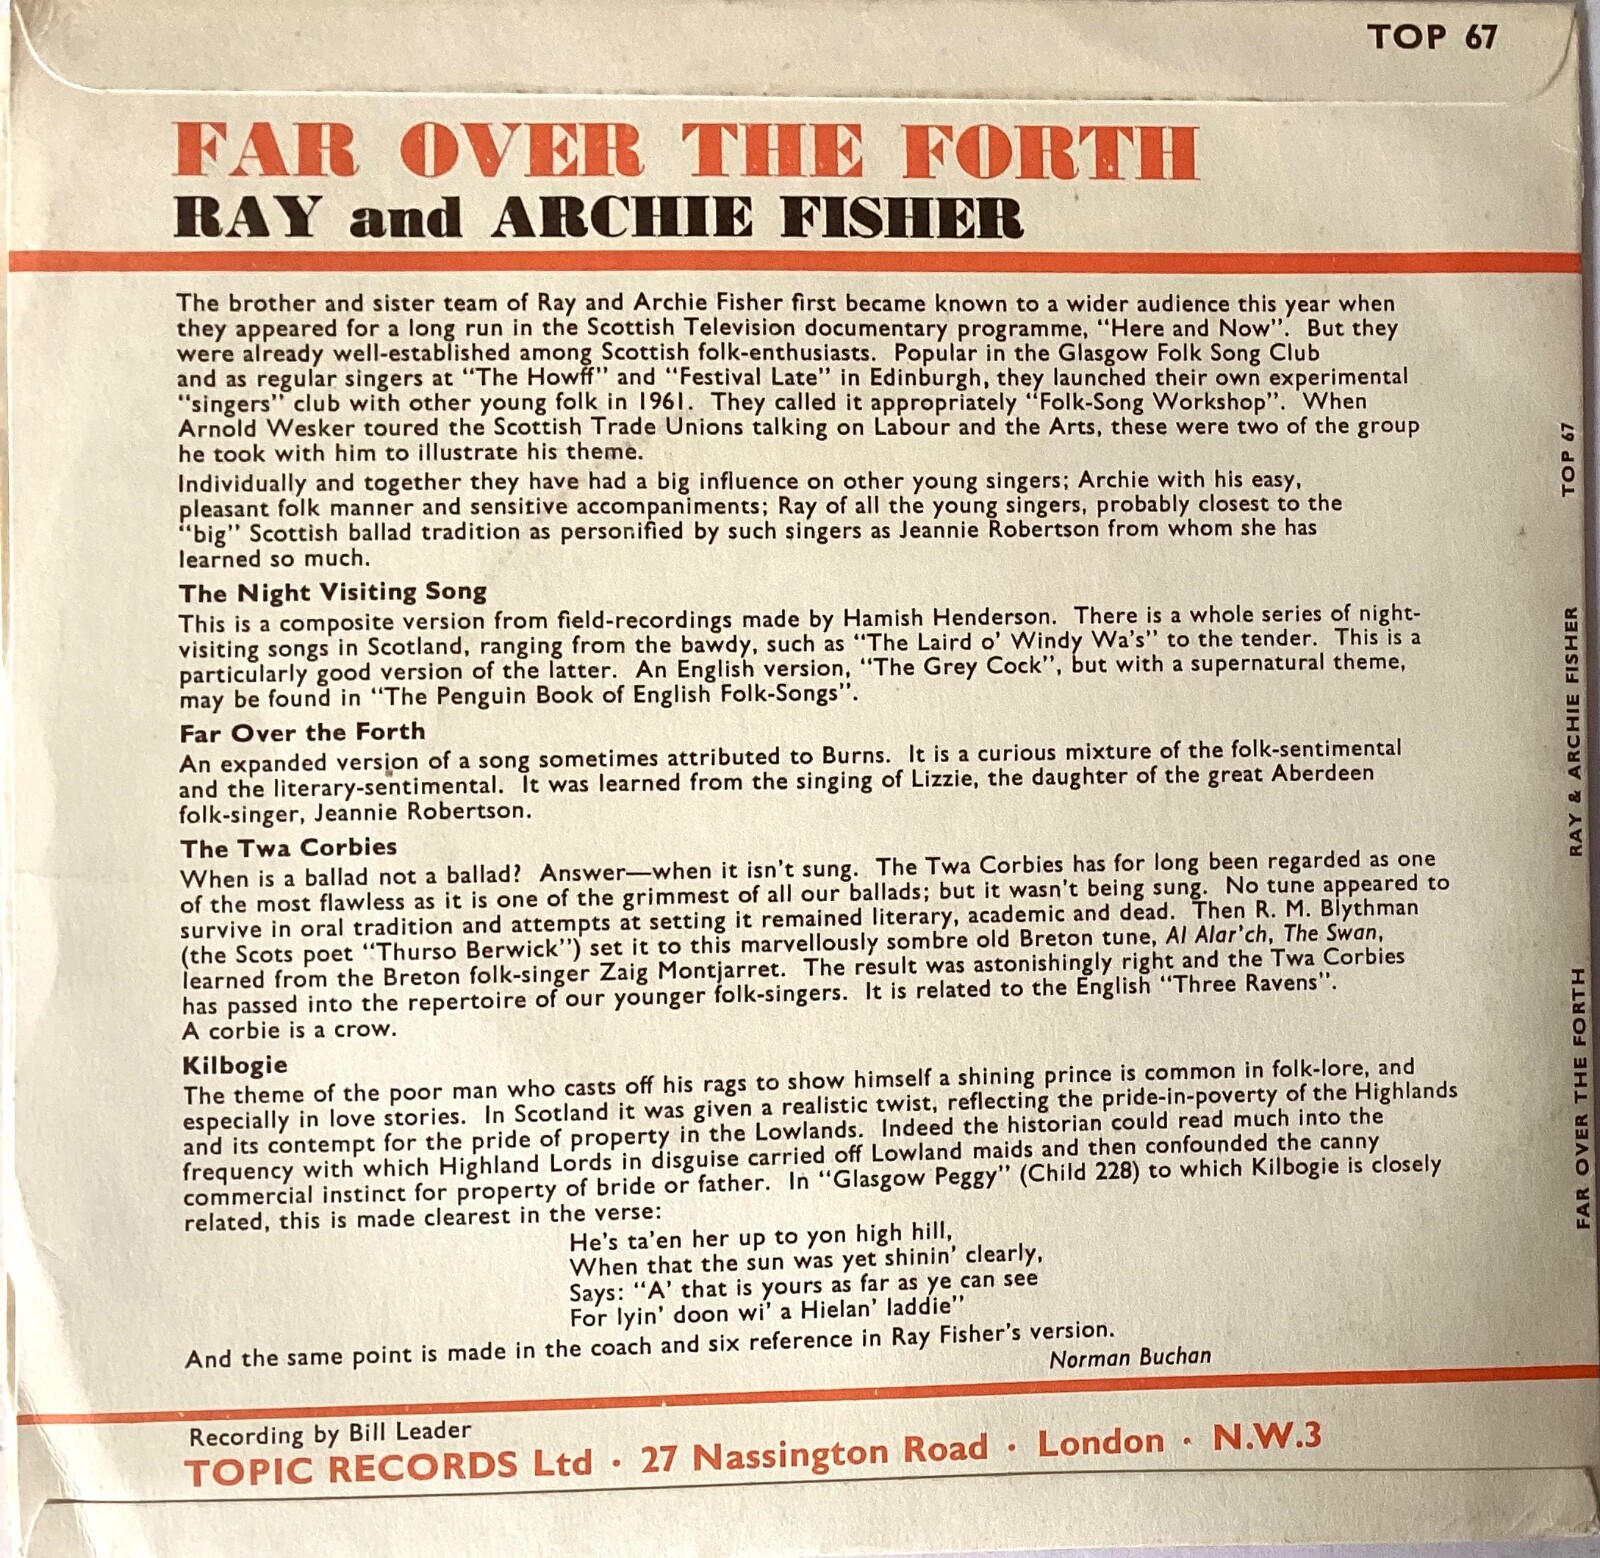 TOP 67
FAR OVER THE FORTH
RAY and ARCHIE FISHER
The brother and sister team of Ray and Archie Fisher first became known to a wider audience this year when
they appeared for a long run in the Scottish Television documentary programme, “Here and Now”. But they
were already well-established among Scottish folk-enthusiasts. Popular in the Glasgow Folk Song Club
and as regular singers at “The Howff” and “Festival Late” in Edinburgh, they launched their own experimental
“singers” club with other young folk in 1961. They called it appropriately “Folk-Song Workshop”. When
Arnold Wesker toured the Scottish Trade Unions talking on Labour and the Arts, these were two of the group
he took with him to illustrate his theme.
Individually and together they have had a big influence on other young singers; Archie with his easy,
pleasant folk manner and sensitive accompaniments; Ray of all the young singers, probably closest to the
“big” Scottish ballad tradition as personified by such singers as Jeannie Robertson from whom she has
learned so much.
The Night Visiting Song
This is a composite version from field-recordings made by Hamish Henderson. There is a whole series of night-
visiting songs in Scotland, ranging from the bawdy, such as “The Laird o’ Windy Wa’s” to the tender. This is a
particularly good version of the latter. An English version, “The Grey Cock”, but with a supernatural theme,
may be found in “The Penguin Book of English Folk-Songs”.
Far Over the Forth
An expanded version of a song sometimes attributed to Burns. It is a curious mixture of the folk-sentimental
and the literary-sentimental. It was learned from the singing of Lizzie, the daughter of the great Aberdeen
folk-singer, Jeannie Robertson.
The Twa Corbies
When is a ballad not a ballad? Answer—when it isn’t sung. The Twa Corbies has for long been regarded as one
of the most flawless as it is one of the grimmest of all our ballads; but it wasn’t being sung. No tune appeared to
survive in oral tradition and attempts at setting it remained literary, academic and dead. Then R. M. Blythman
(the Scots poet “Thurso Berwick”) set it to this marvellously sombre old Breton tune, Al Alar’ch, The Swan,
learned from the Breton folk-singer Zaig Montjarret. The result was astonishingly right and the Twa Corbies
has passed into the repertoire of our younger folk-singers. It is related to the English “Three Ravens”.
A corbie is a crow.
Kilbogie
The theme of the poor man who casts off his rags to show himself a shining prince is common in folk-lore, and
especially in love stories. In Scotland it was given a realistic twist, reflecting the pride-in-poverty of the Highlands
and its contempt for the pride of property in the Lowlands. Indeed the historian could read much into the
frequency with which Highland Lords in disguise carried off Lowland maids and then confounded the canny
commercial instinct for property of bride or father. In “Glasgow Peggy” (Child 228) to which Kilbogie is closely
related, this is made clearest in the verse:
He’s ta’en her up to yon high hill,
When that the sun was yet shinin’ clearly,
Says: “A’ that is yours as far as ye can see
For lyin’ doon wi’ a Hielan’ laddie”
And the same point is made in the coach and six reference in Ray Fisher’s version.
Norman Buchan
Recording by Bill Leader
TOPIC RECORDS Ltd · 27 Nassington Road · London · N.W.3
FAR OVER THE FORTH RAY & ARCHIE FISHER TOP 67